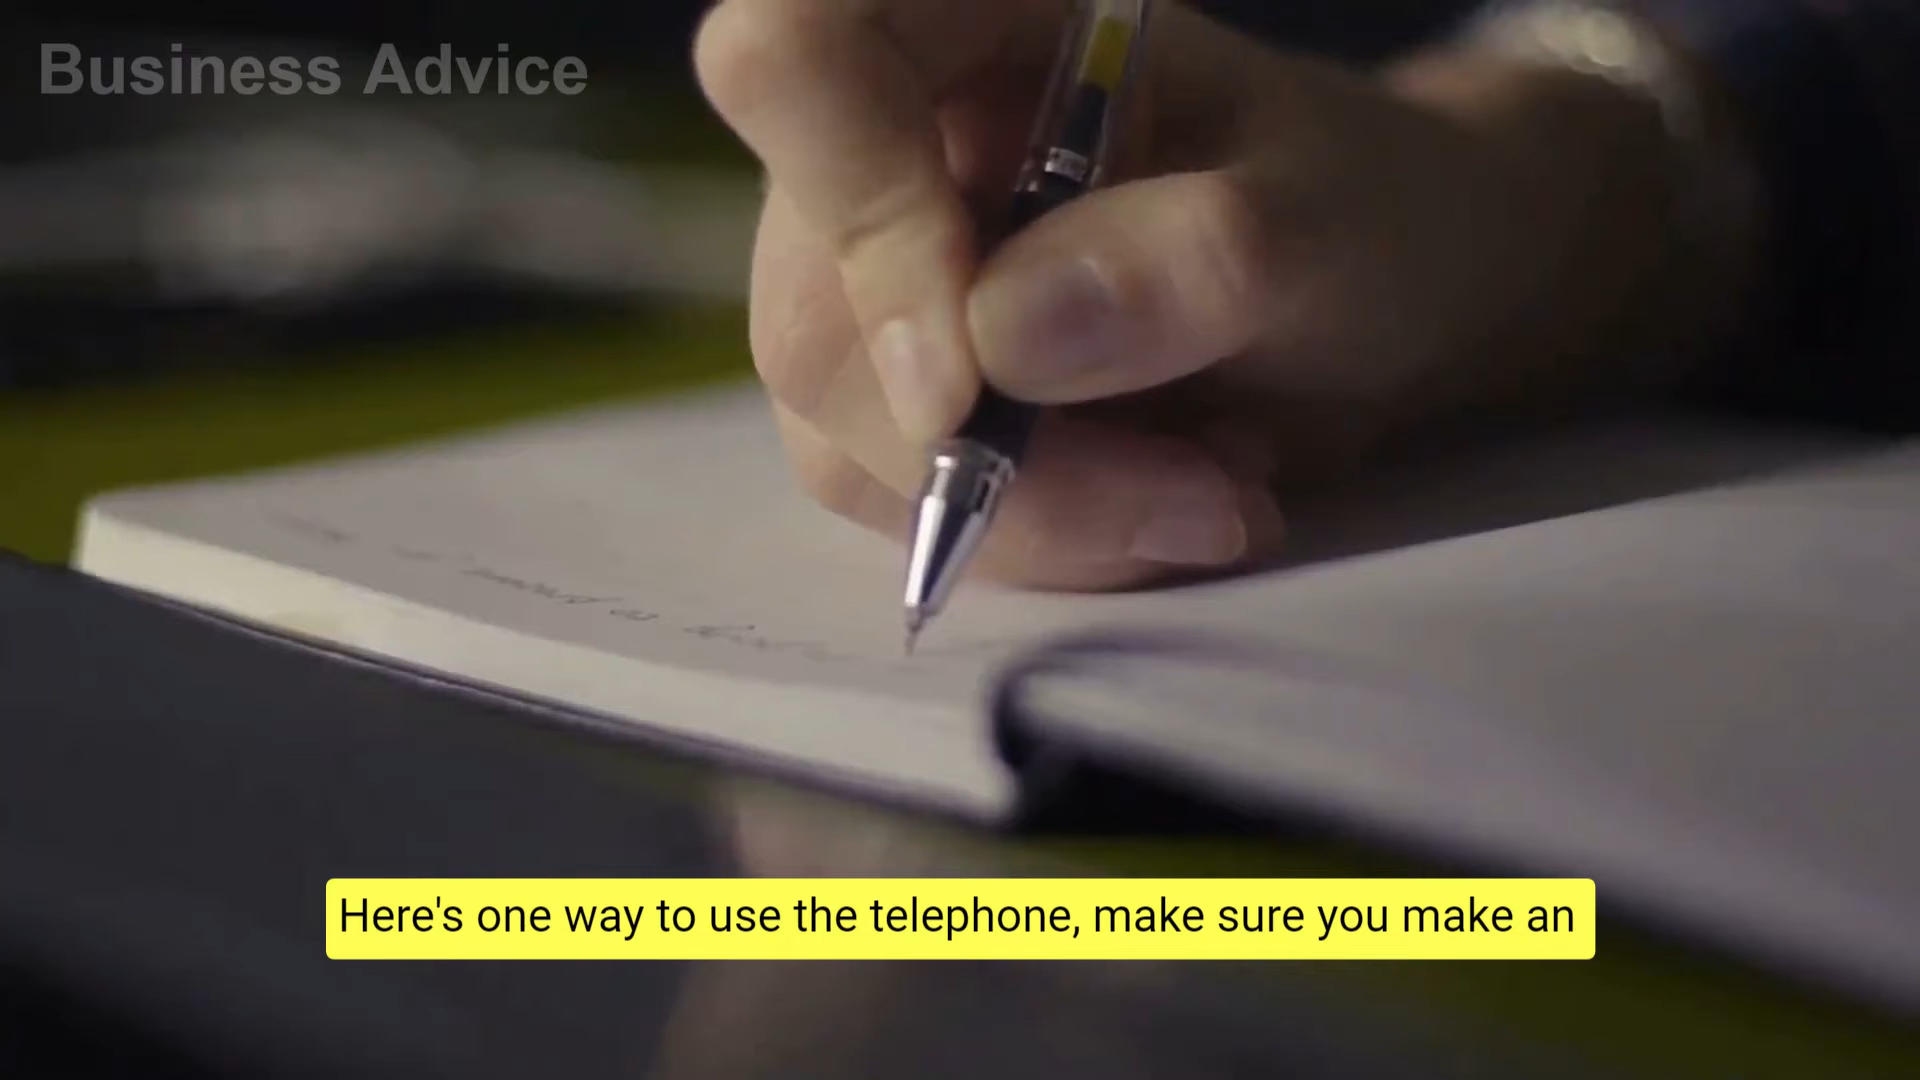 Business Advice
Here's one way to use the telephone, make sure you make an